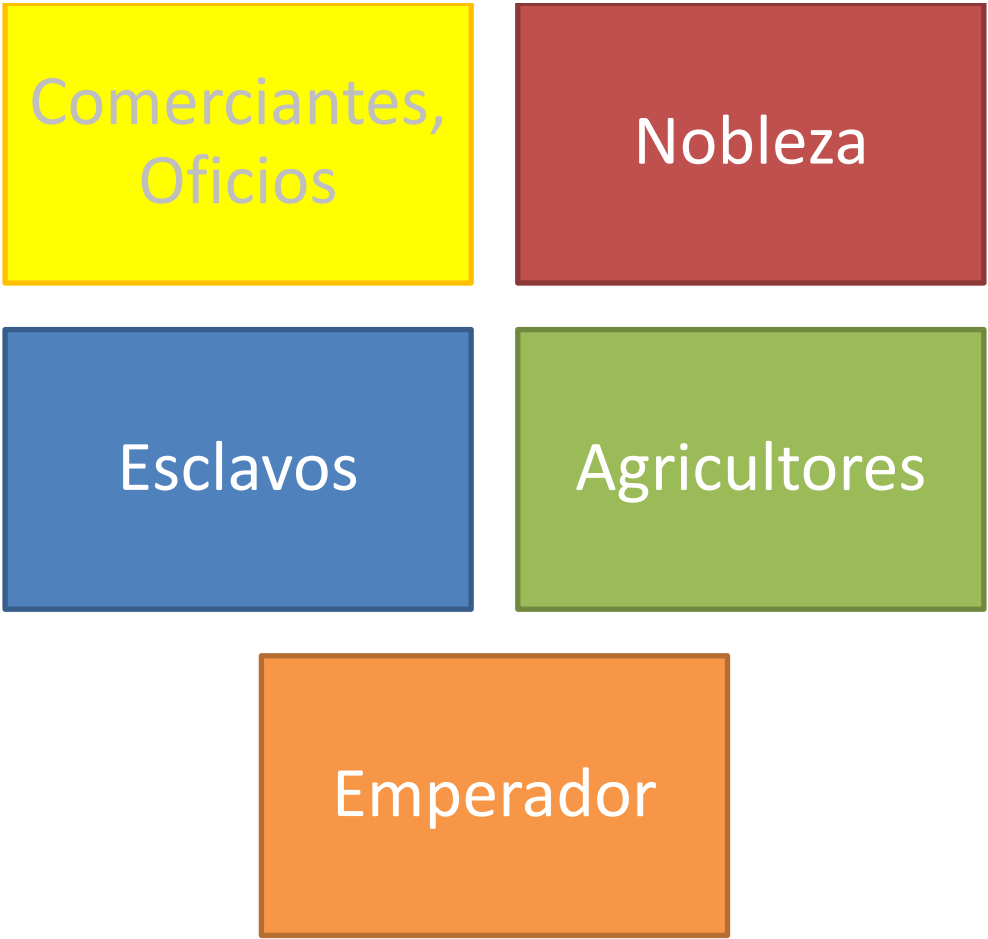 Comerciantes,
Oficios
Nobleza
Esclavos
Agricultores
Emperador